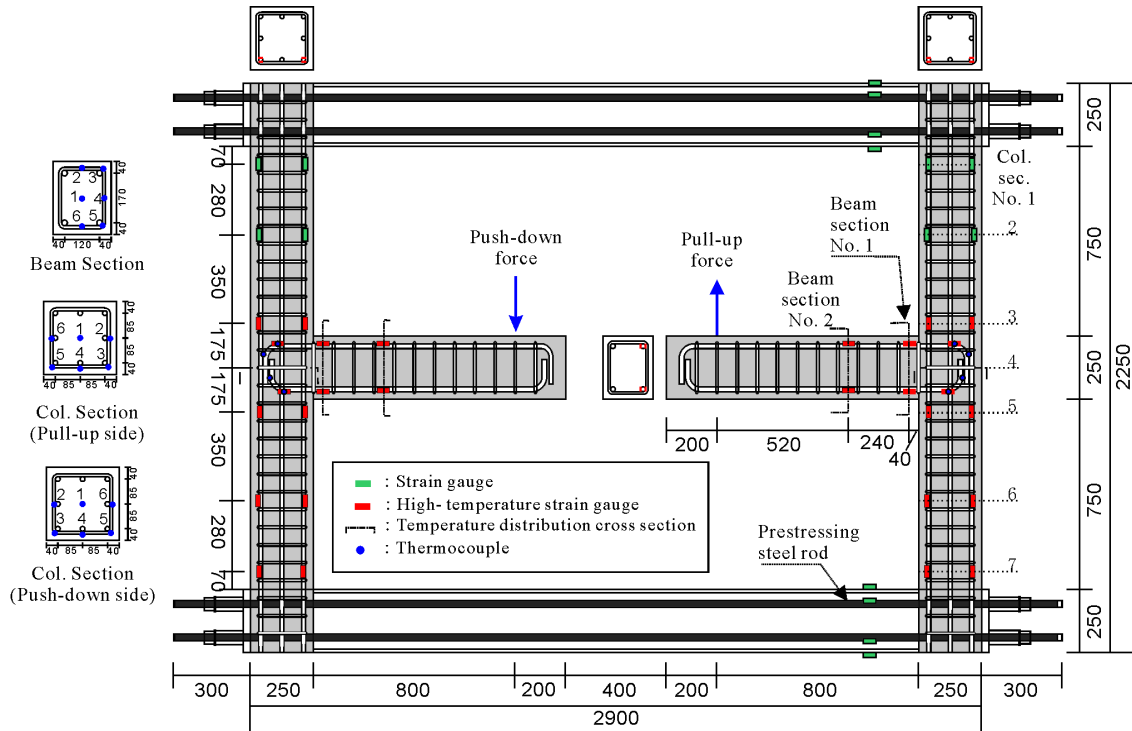 Col.
sec.
No. 1
2
3
4
5
6
7
250
750
250
750
250
2250
70
280
350
175
175
350
280
70
2 3
1 4
6 5
40
170
40
40 120 40
Beam Section
6 1 2
5 4 3
40
85
85
40
40 85 85 40
Col. Section
(Pull-up side)
2 1 6
3 4 5
40
85
85
40
40 85 85 40
Col. Section
(Push-down side)
Push-down
force
Pull-up
force
Beam
section
No. 1
Beam
section
No. 2
200 520 240 40
: Strain gauge
: High- temperature strain gauge
: Temperature distribution cross section
: Thermocouple
Prestressing
steel rod
300 250 800 200 400 200 800 250 300
2900